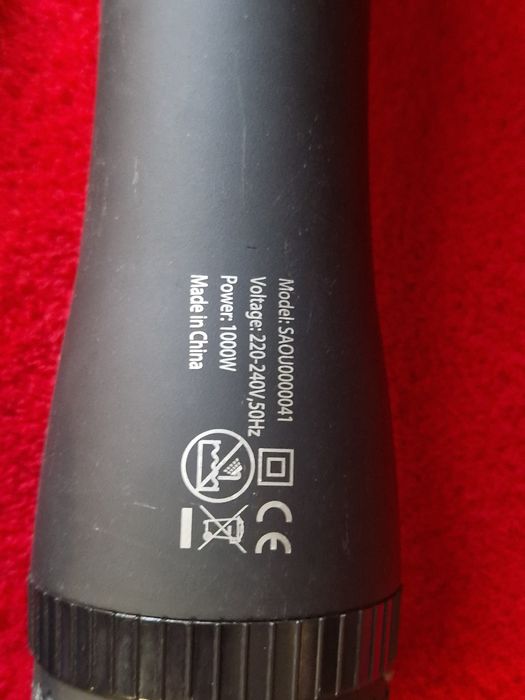 Model: SAOU0000041
Voltage: 220-240V,50Hz
Power: 1000W
Made in China
CE